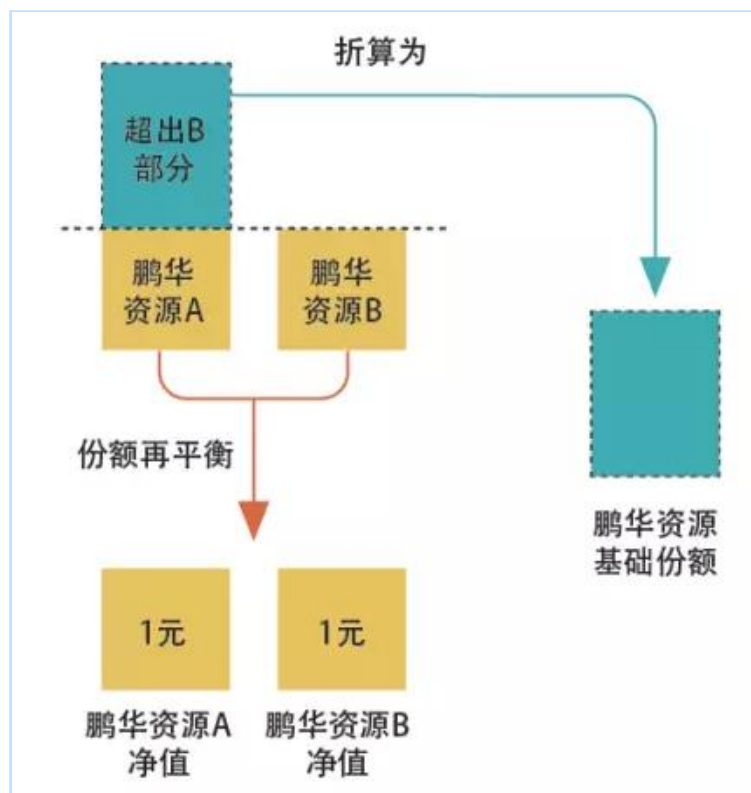 折算为
超出B
部分
鹏华
资源A
鹏华
资源B
份额再平衡
鹏华资源
基础份额
1元
1元
鹏华资源A
净值
鹏华资源B
净值